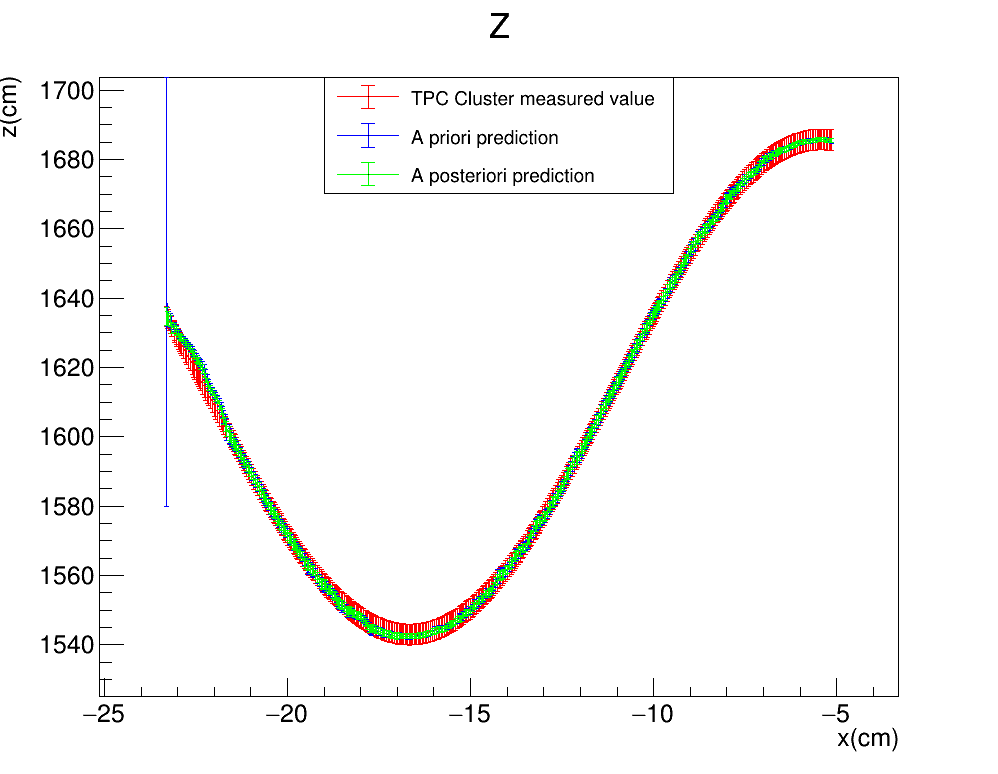 Z
z(cm)
1700
1680
1660
1640
1620
1600
1580
1560
1540
TPC Cluster measured value
A priori prediction
A posteriori prediction
−25 −20 −15 −10 −5
x(cm)